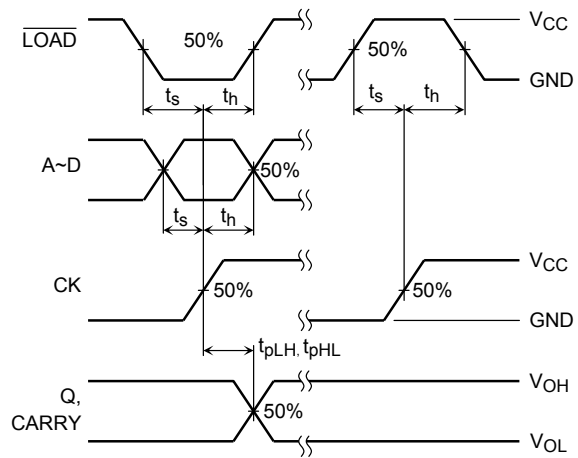 LOAD
50%
50%
VCC
GND
ts
th
ts
th
A~D
50%
ts
th
CK
50%
50%
VCC
GND
tpLH, tpHL
Q,
CARRY
50%
VOH
VOL